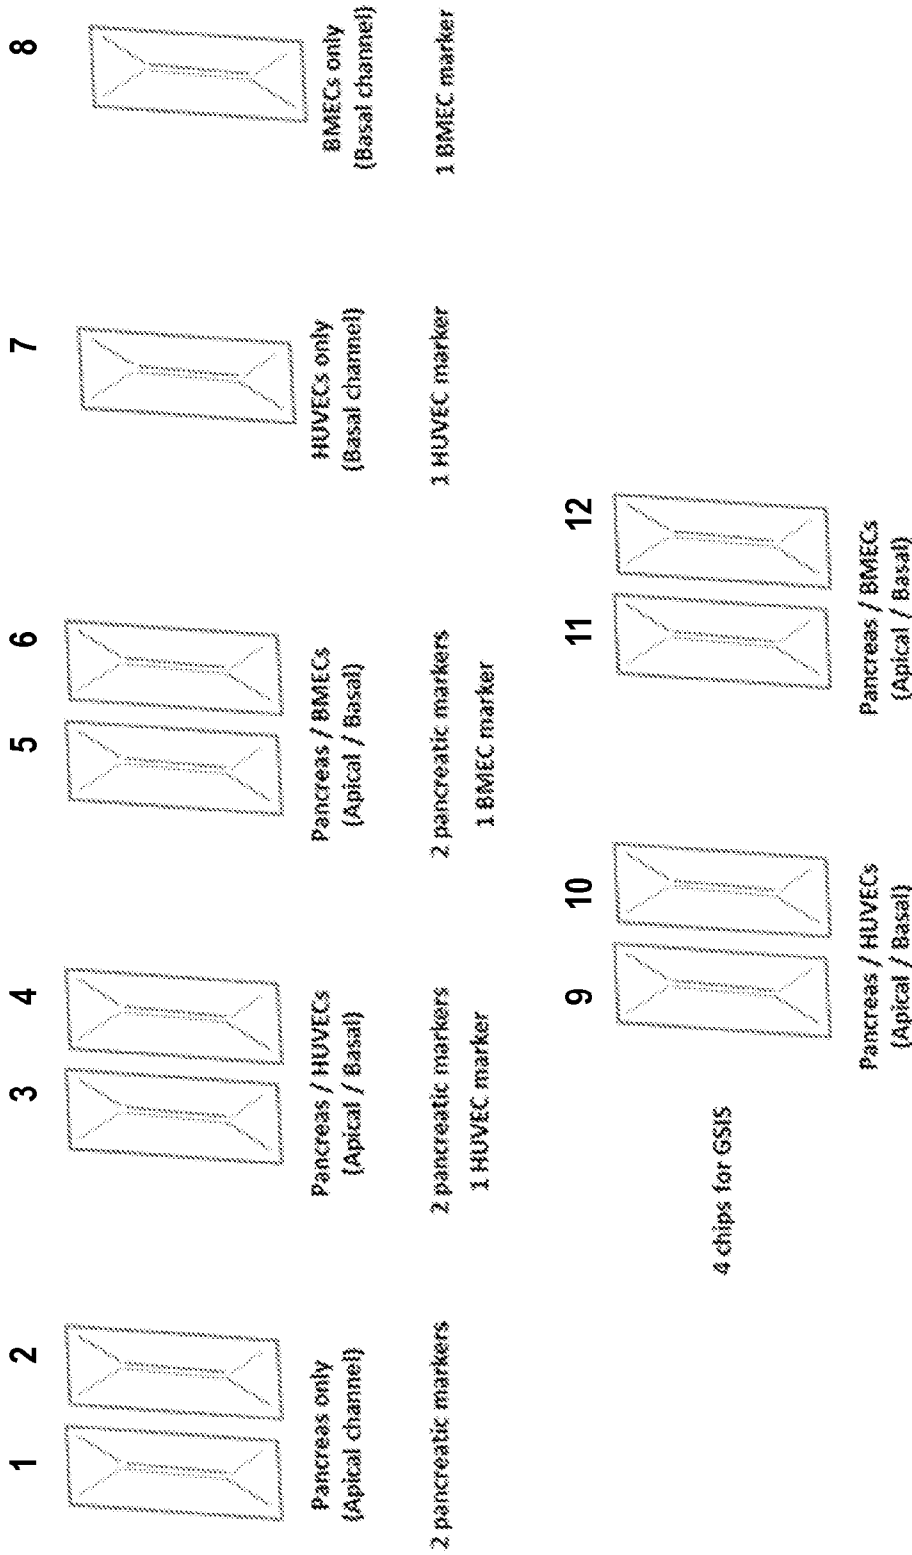 1 2 3 4 5 6 7 8
Pancreas only
(Apical channel)
Pancreas / HUVECs
(Apical / Basal)
Pancreas / BMECs
(Apical / Basal)
HUVECs only
(Basal channel)
BMECs only
(Basal channel)
2 pancreatic markers
2 pancreatic markers
1 HUVEC marker
2 pancreatic markers
1 BMEC marker
1 HUVEC marker
1 BMEC marker
4 chips for GSIS
9 10 11 12
Pancreas / HUVECs
(Apical / Basal)
Pancreas / BMECs
(Apical / Basal)